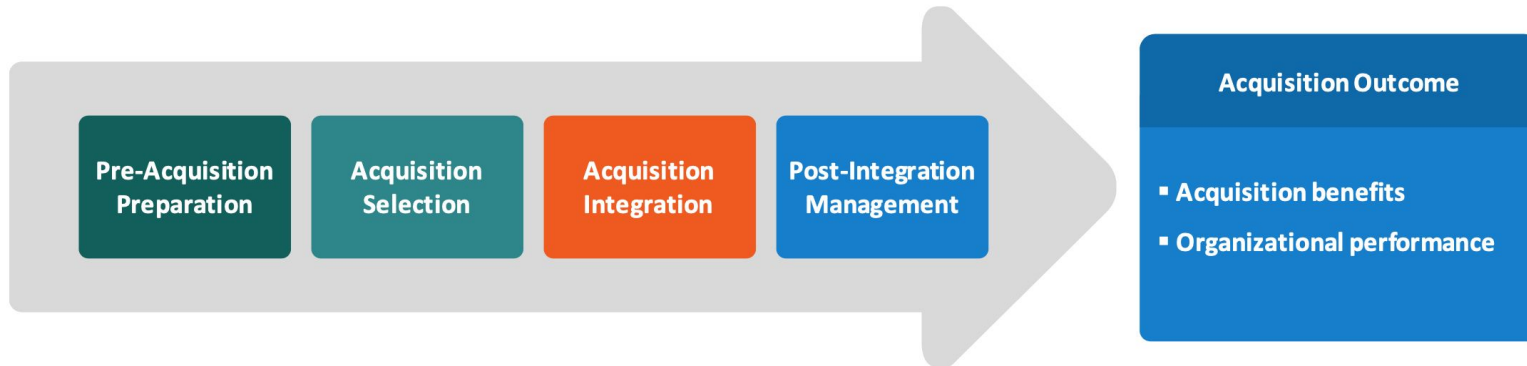 Pre-Acquisition
Preparation
Acquisition
Selection
Acquisition
Integration
Post-Integration
Management
Acquisition Outcome
▪ Acquisition benefits
▪ Organizational performance